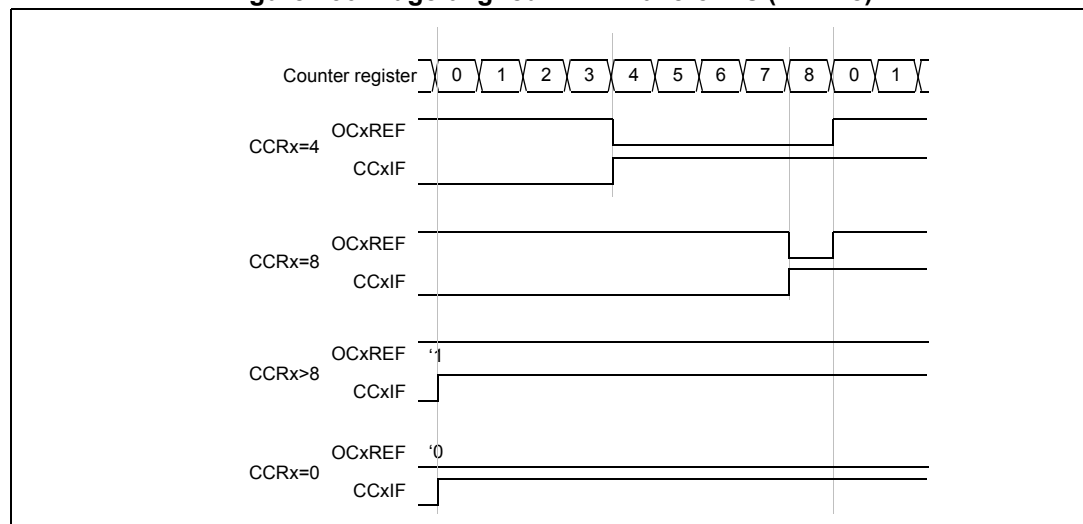 Counter register 0 1 2 3 4 5 6 7 8 0 1
OCxREF
CCRx=4
CCxIF
OCxREF
CCRx=8
CCxIF
OCxREF ‘1
CCRx>8
CCxIF
OCxREF ‘0
CCRx=0
CCxIF